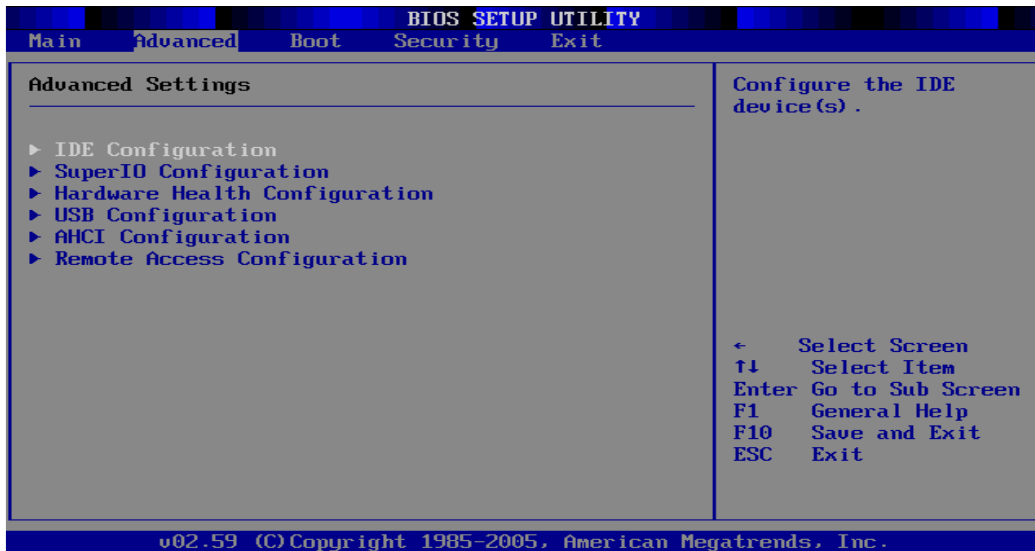 BIOS SETUP UTILITY
Main Advanced Boot Security Exit
Advanced Settings
► IDE Configuration
► SuperIO Configuration
► Hardware Health Configuration
► USB Configuration
► AHCI Configuration
► Remote Access Configuration
Configure the IDE
device(s).
← Select Screen
↑↓ Select Item
Enter Go to Sub Screen
F1 General Help
F10 Save and Exit
ESC Exit
v02.59 (C)Copyright 1985-2005, American Megatrends, Inc.